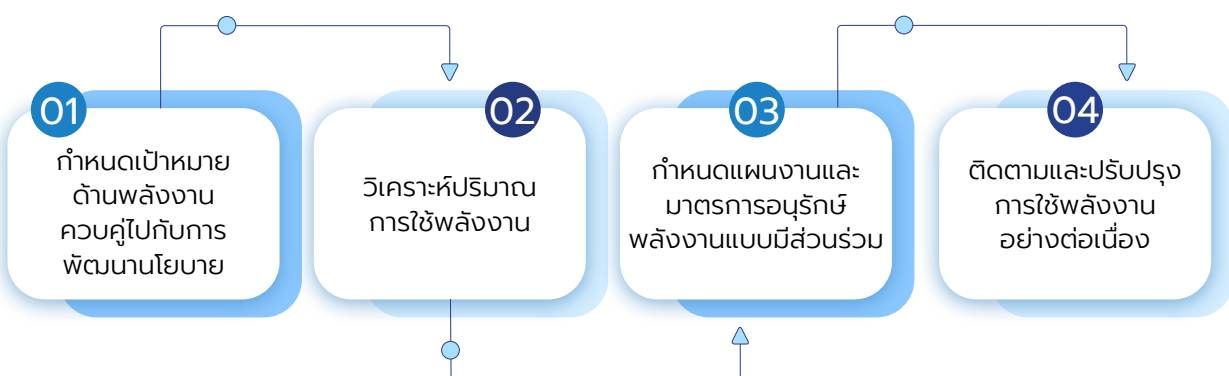 01
กำหนดเป้าหมาย
ด้านพลังงาน
ควบคู่ไปกับการ
พัฒนานโยบาย
02
วิเคราะห์ปริมาณ
การใช้พลังงาน
03
กำหนดแผนงานและ
มาตรการอนุรักษ์
พลังงานแบบมีส่วนร่วม
04
ติดตามและปรับปรุง
การใช้พลังงาน
อย่างต่อเนื่อง